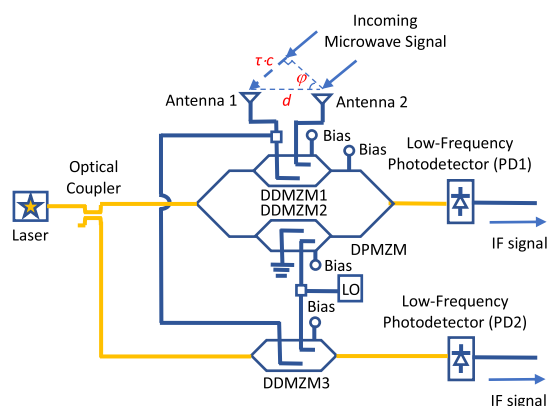 Incoming
Microwave Signal
τ·c
φ
d
Antenna 1
Antenna 2
Bias
Bias
Low-Frequency
Photodetector (PD1)
Optical
Coupler
DDMZM1
DDMZM2
Laser
DPMZM
IF signal
Bias
LO
Bias
Low-Frequency
Photodetector (PD2)
DDMZM3
IF signal